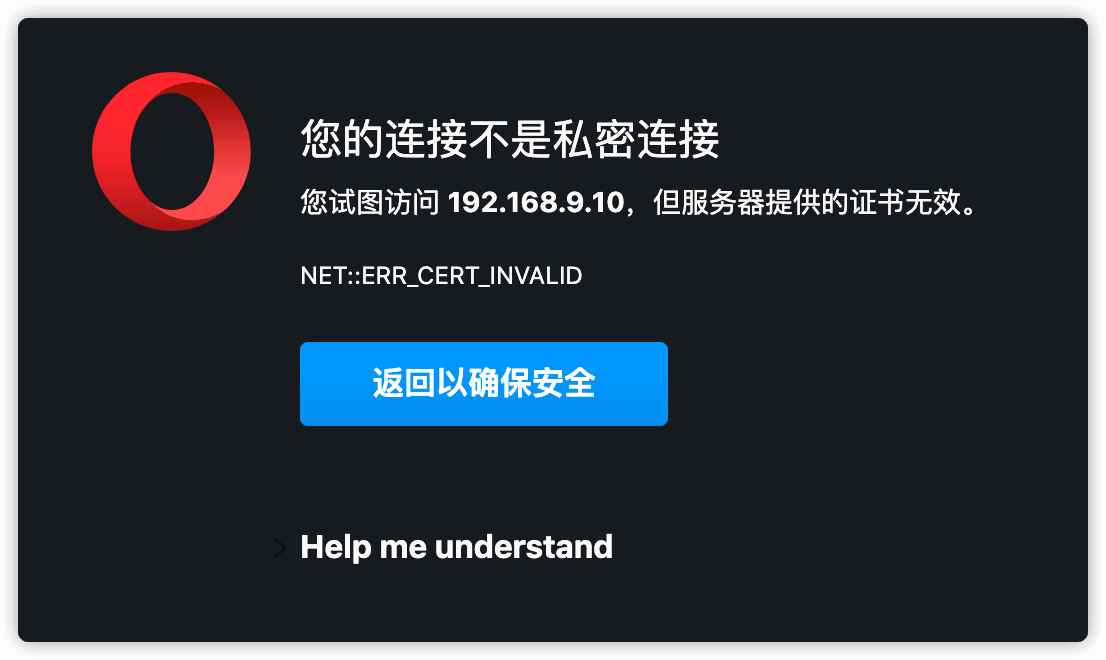 您的连接不是私密连接
您试图访问 192.168.9.10，但服务器提供的证书无效。
NET::ERR_CERT_INVALID
返回以确保安全
Help me understand